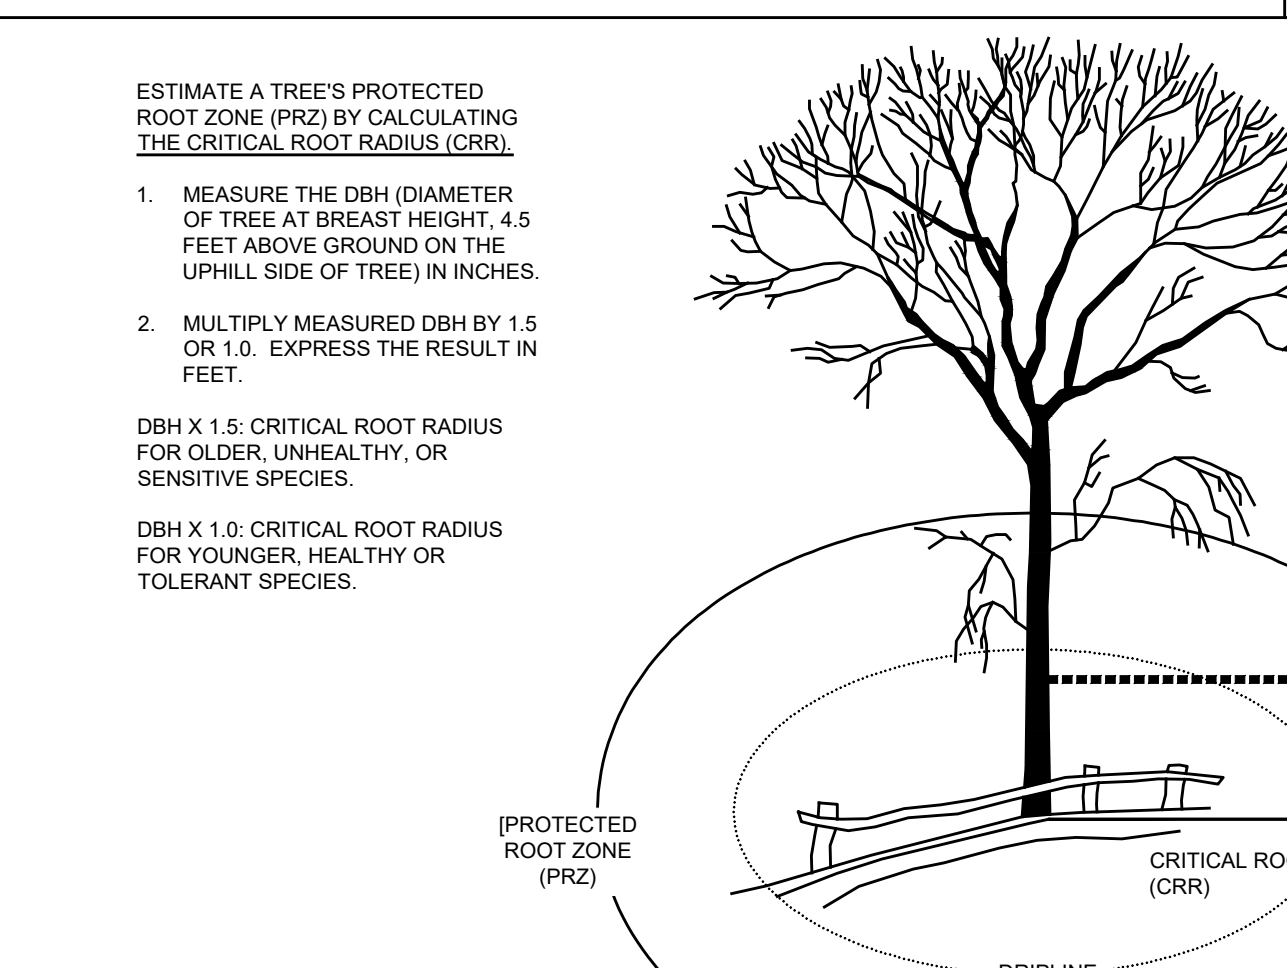 ESTIMATE A TREE'S PROTECTED
ROOT ZONE (PRZ) BY CALCULATING
THE CRITICAL ROOT RADIUS (CRR).
1. MEASURE THE DBH (DIAMETER
OF TREE AT BREAST HEIGHT, 4.5
FEET ABOVE GROUND ON THE
UPHILL SIDE OF TREE) IN INCHES.
2. MULTIPLY MEASURED DBH BY 1.5
OR 1.0. EXPRESS THE RESULT IN
FEET.
DBH X 1.5: CRITICAL ROOT RADIUS
FOR OLDER, UNHEALTHY, OR
SENSITIVE SPECIES.
DBH X 1.0: CRITICAL ROOT RADIUS
FOR YOUNGER, HEALTHY OR
TOLERANT SPECIES.
[PROTECTED
ROOT ZONE
(PRZ)
CRITICAL
(CRR)